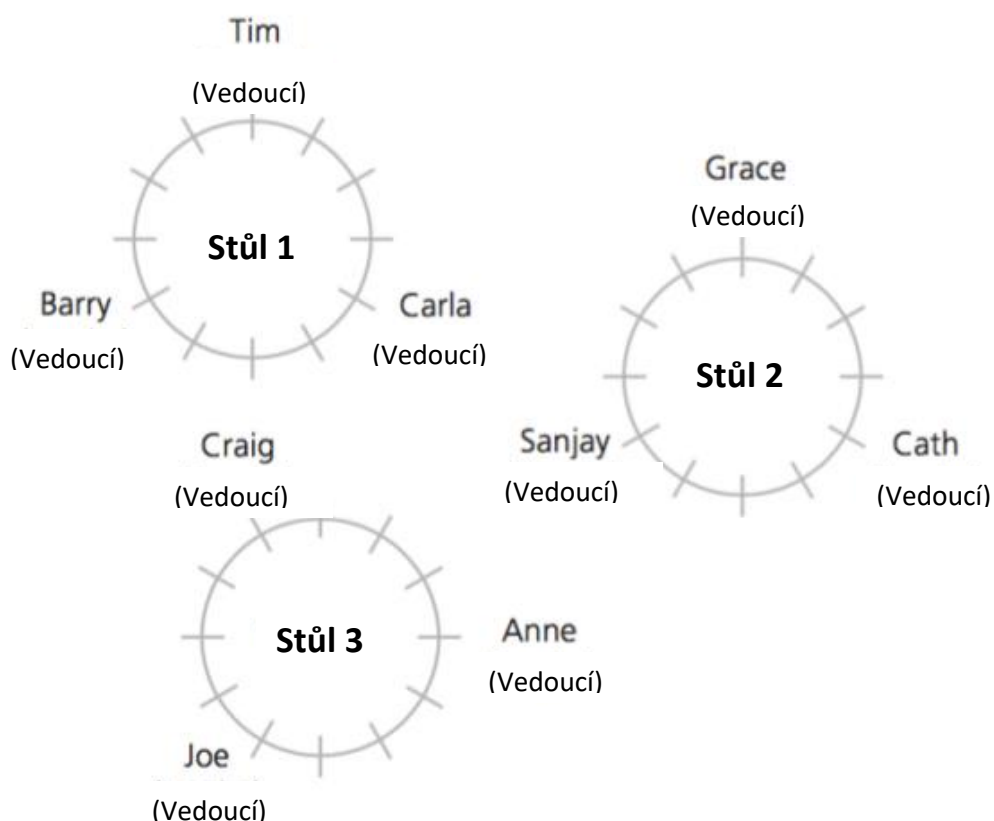 Tim
(Vedoucí)
Stůl 1
Barry
(Vedoucí)
Carla
(Vedoucí)
Grace
(Vedoucí)
Stůl 2
Sanjay
(Vedoucí)
Cath
(Vedoucí)
Craig
(Vedoucí)
Stůl 3
Anne
(Vedoucí)
Joe
(Vedoucí)